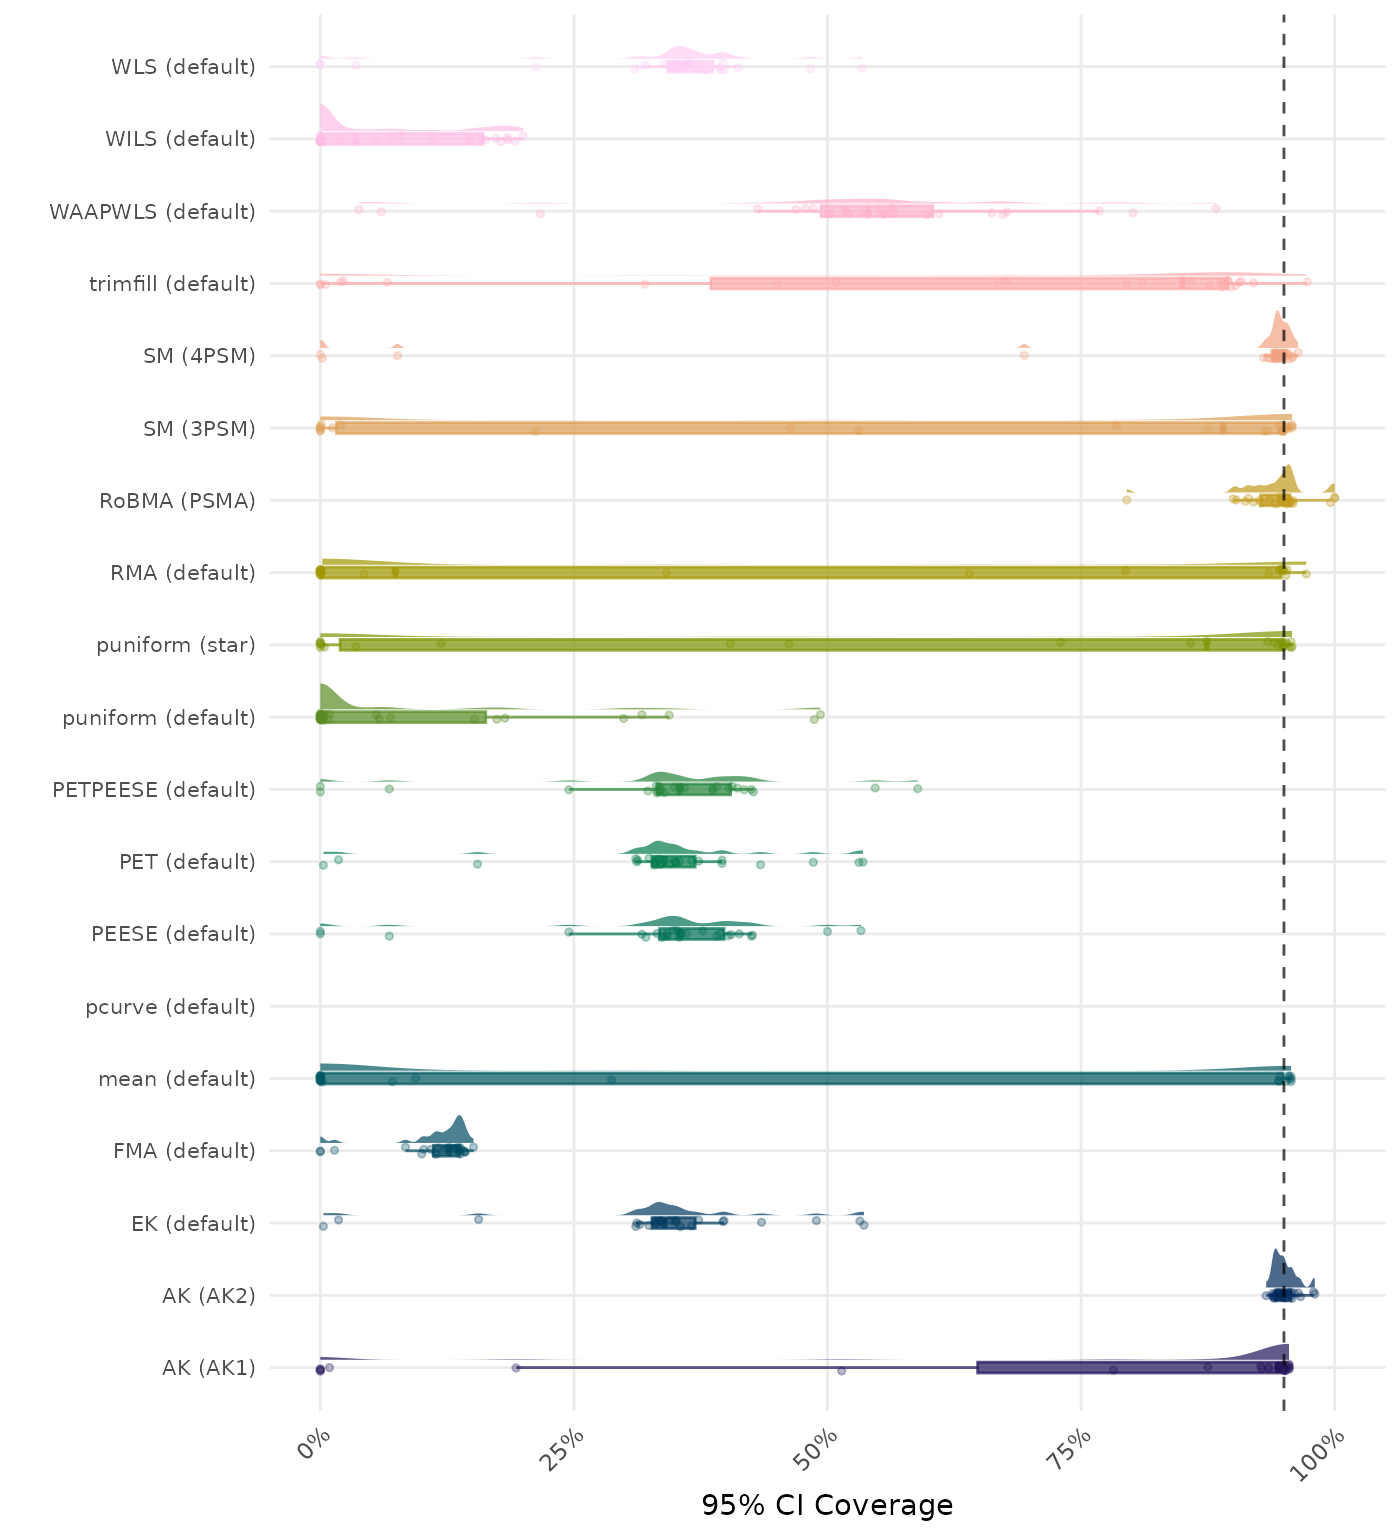 WLS (default)
WILS (default)
WAAPWLS (default)
trimfill (default)
SM (4PSM)
SM (3PSM)
RoBMA (PSMA)
RMA (default)
puniform (star)
puniform (default)
PETPEESE (default)
PET (default)
PEESE (default)
pcurve (default)
mean (default)
FMA (default)
EK (default)
AK (AK2)
AK (AK1)
0% 25% 50% 75% 100%
95% CI Coverage